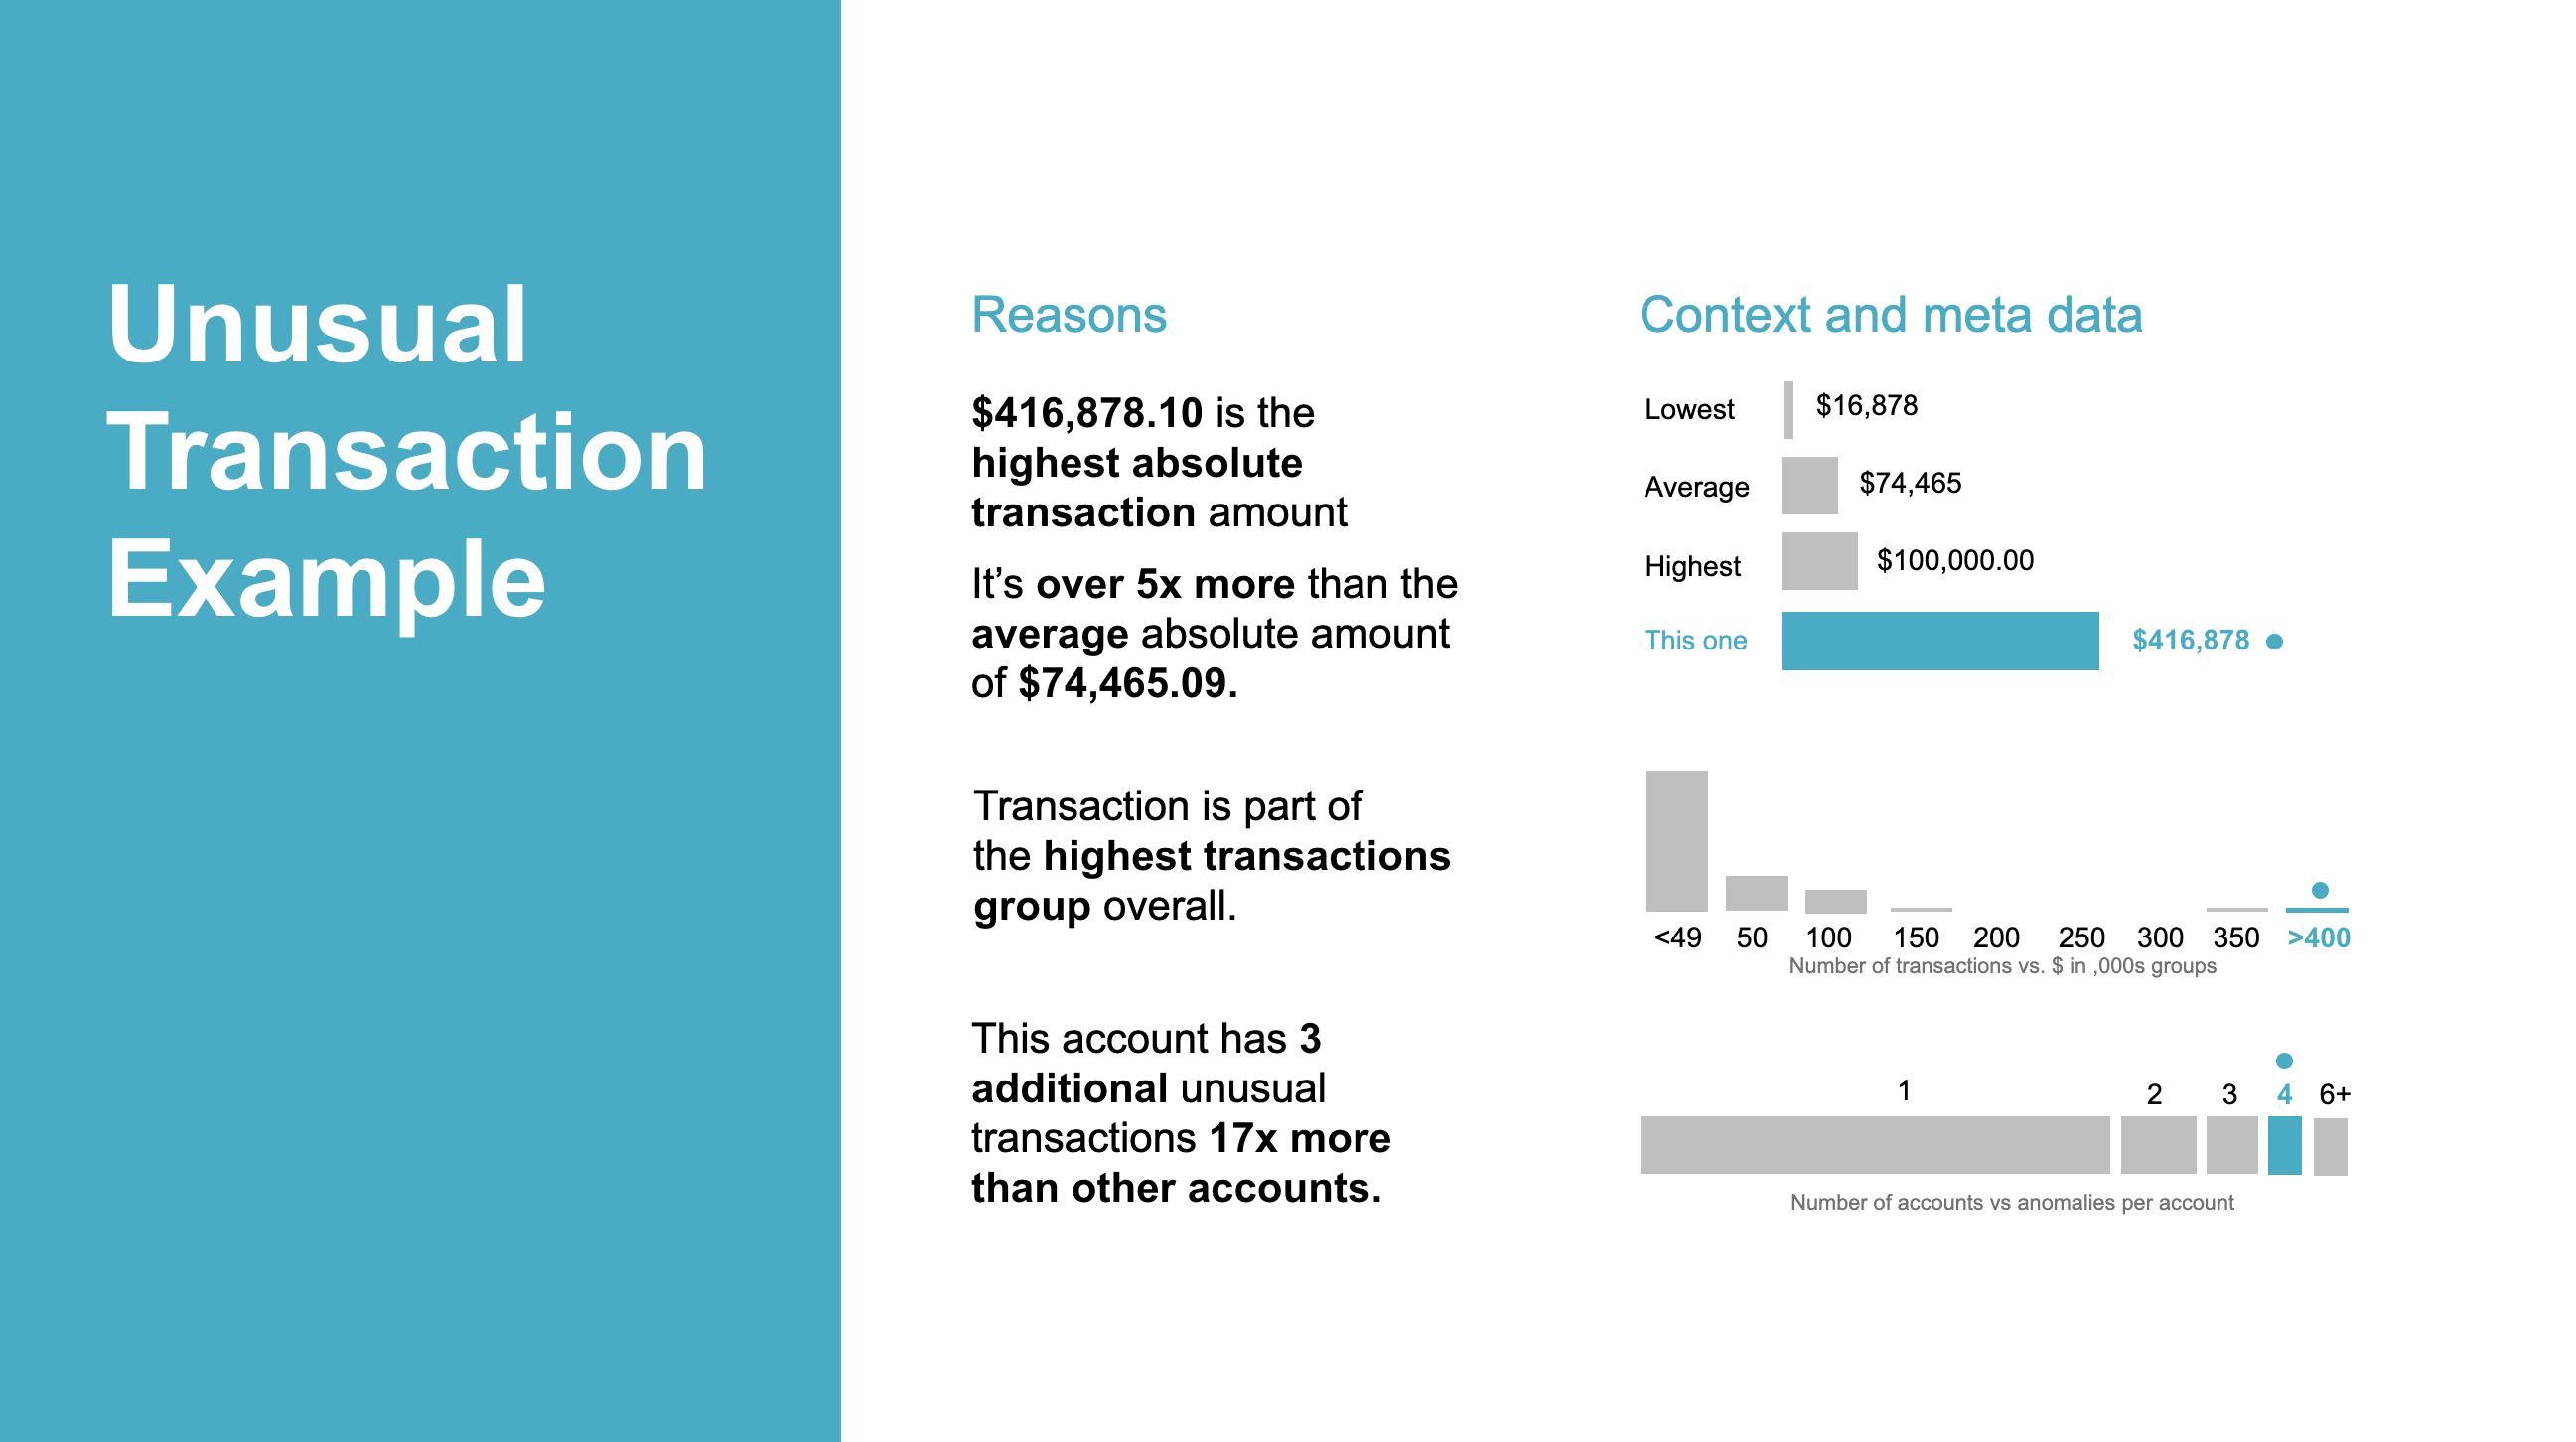 Unusual
Transaction
Example
Reasons
$416,878.10 is the
highest absolute
transaction amount
It’s over 5x more than the
average absolute amount
of $74,465.09.
Transaction is part of
the highest transactions
group overall.
This account has 3
additional unusual
transactions 17x more
than other accounts.
Context and meta data
Lowest $16,878
Average $74,465
Highest $100,000.00
This one $416,878
<49 50 100 150 200 250 300 350 >400
Number of transactions vs. $ in ,000s groups
1 2 3 4 6+
Number of accounts vs anomalies per account